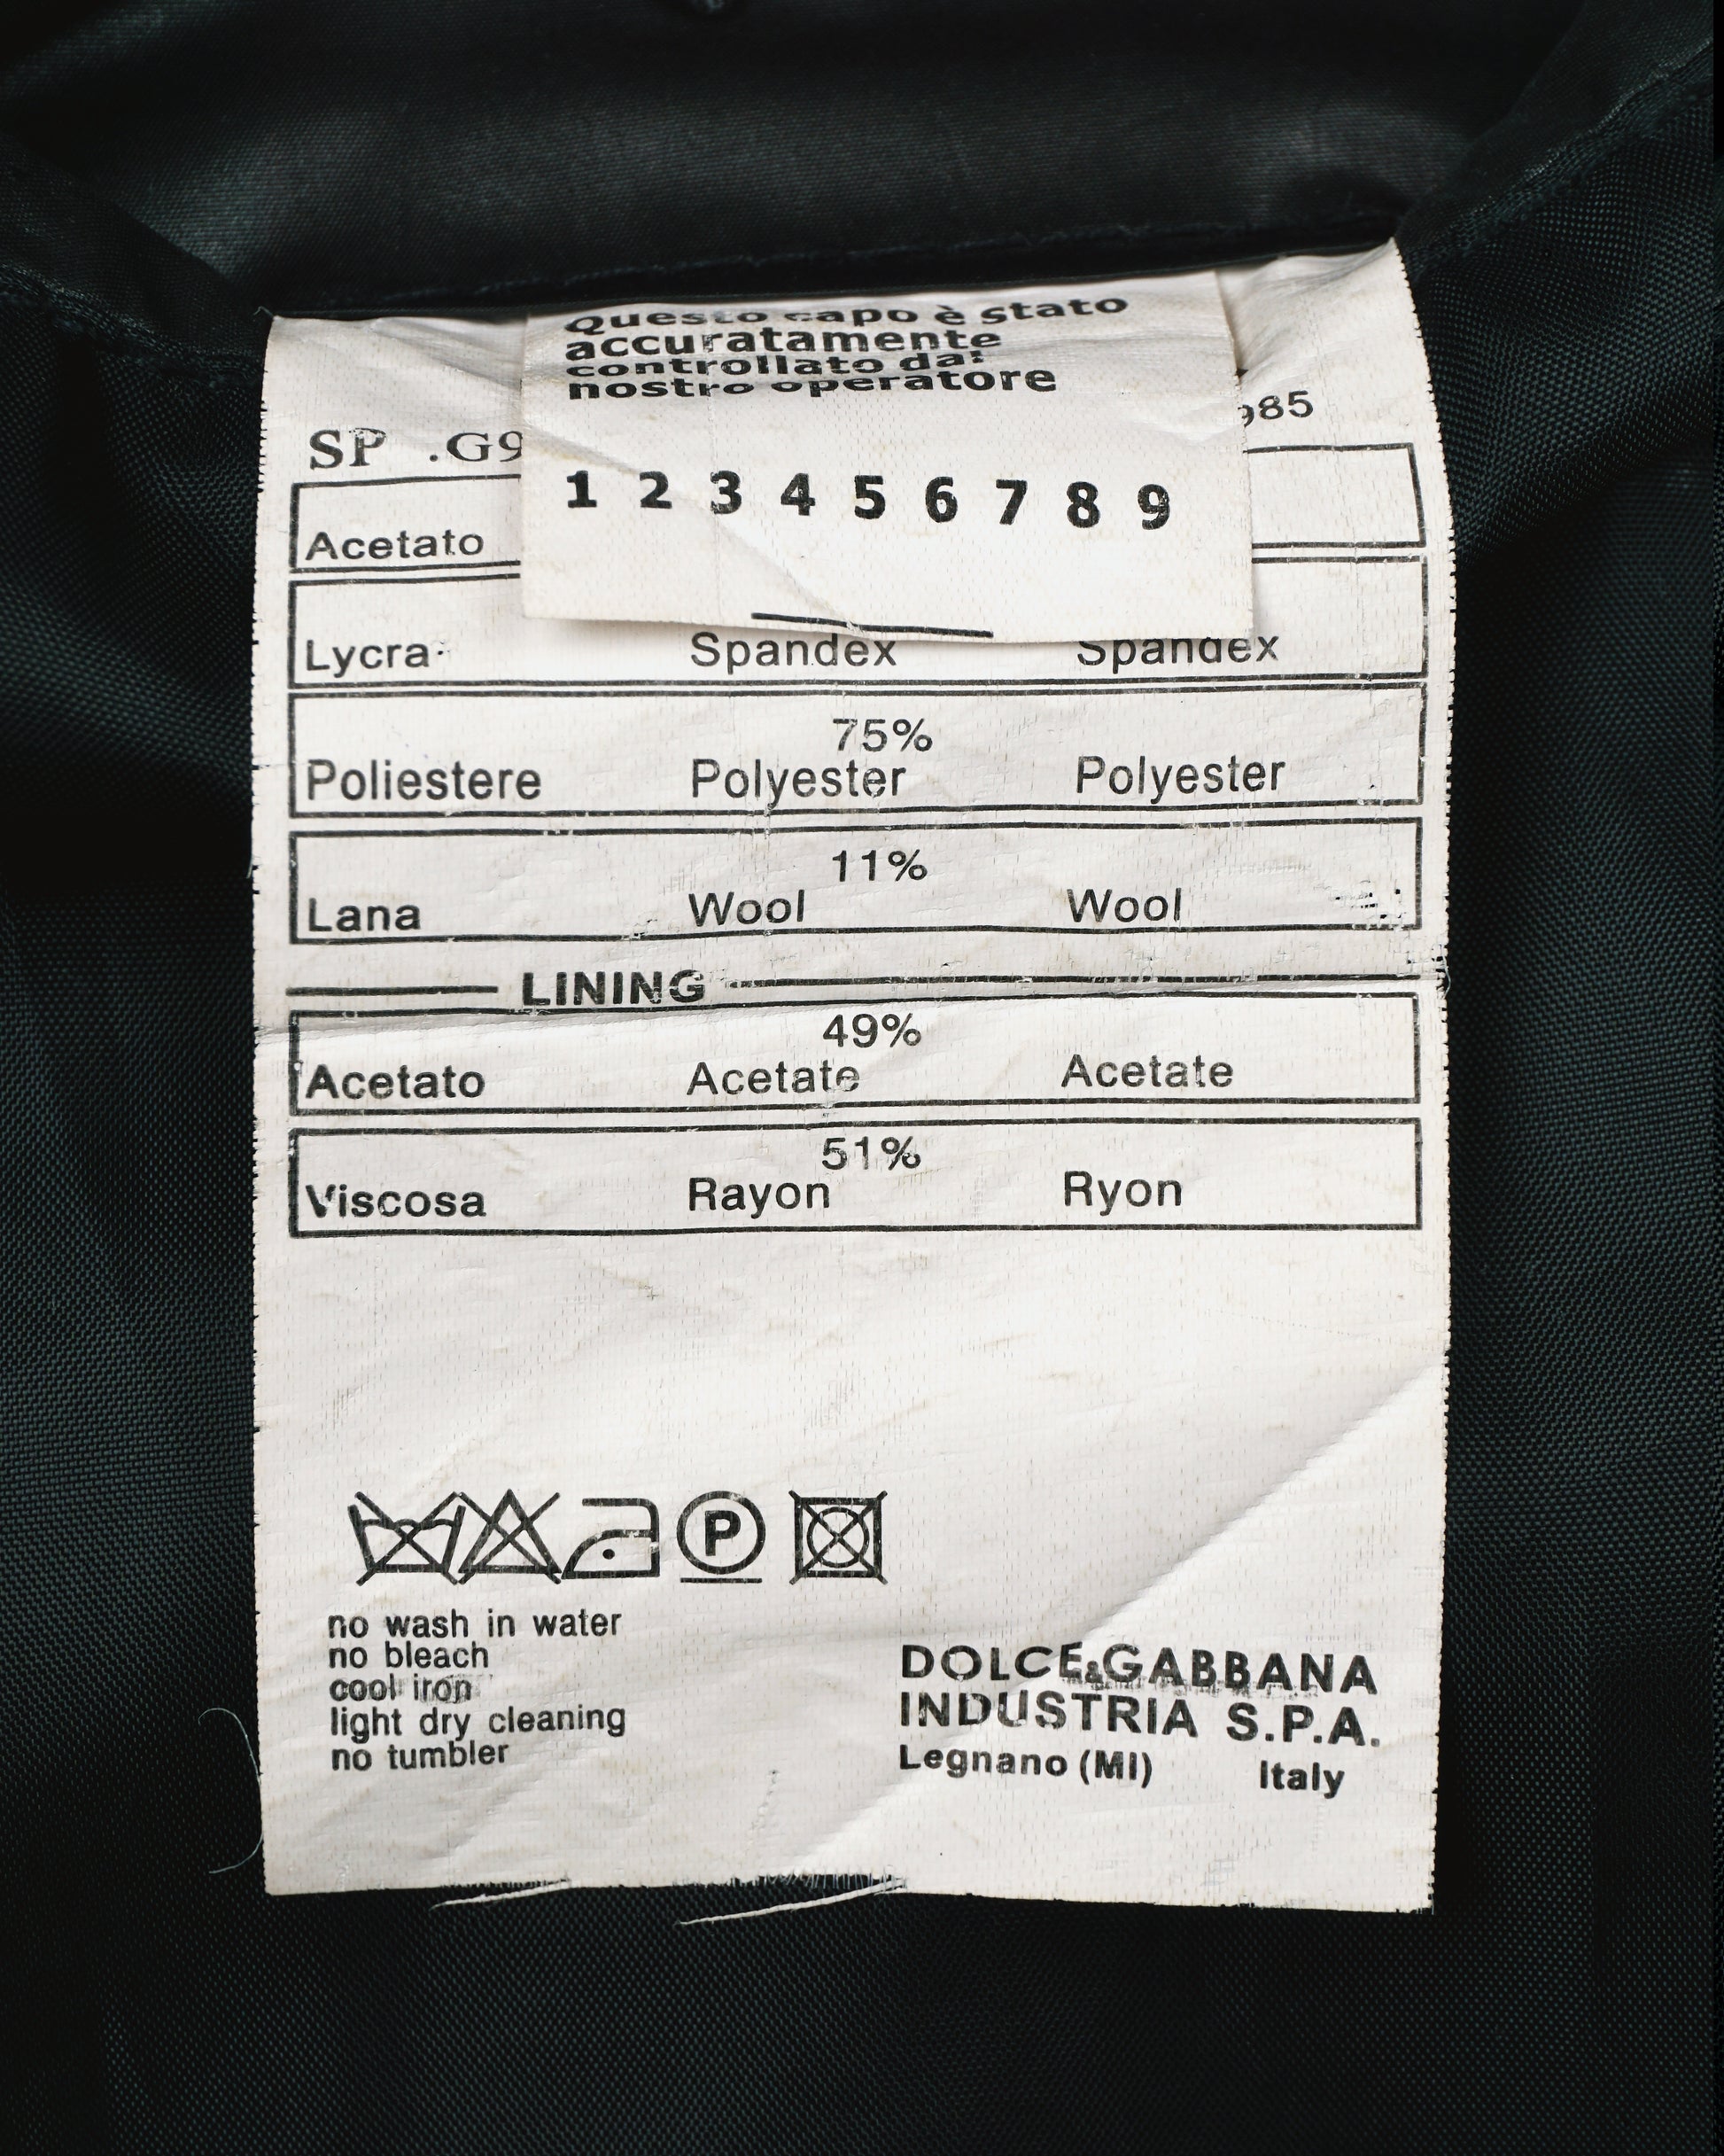 Questo capo è stato
accuratamente
controllato da:
nostro operatore
1 2 3 4 5 6 7 8 9
SP .G9
985
Acetato
Lycra Spandex Spandex
75%
Poliestere Polyester Polyester
11%
Lana Wool Wool
LINING
49%
Acetato Acetate Acetate
51%
Viscosa Rayon Ryon
P
no wash in water
no bleach
cool iron
light dry cleaning
no tumbler
DOLCE&GABBANA
INDUSTRIA S.P.A.
Legnano (MI) Italy